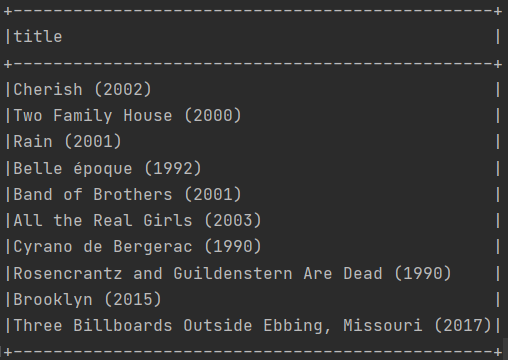 +------------------------------------------------+
|title                                           |
+------------------------------------------------+
|Cherish (2002)                                  |
|Two Family House (2000)                         |
|Rain (2001)                                     |
|Belle époque (1992)                             |
|Band of Brothers (2001)                         |
|All the Real Girls (2003)                       |
|Cyrano de Bergerac (1990)                       |
|Rosencrantz and Guildenstern Are Dead (1990)    |
|Brooklyn (2015)                                 |
|Three Billboards Outside Ebbing, Missouri (2017)|
+------------------------------------------------+